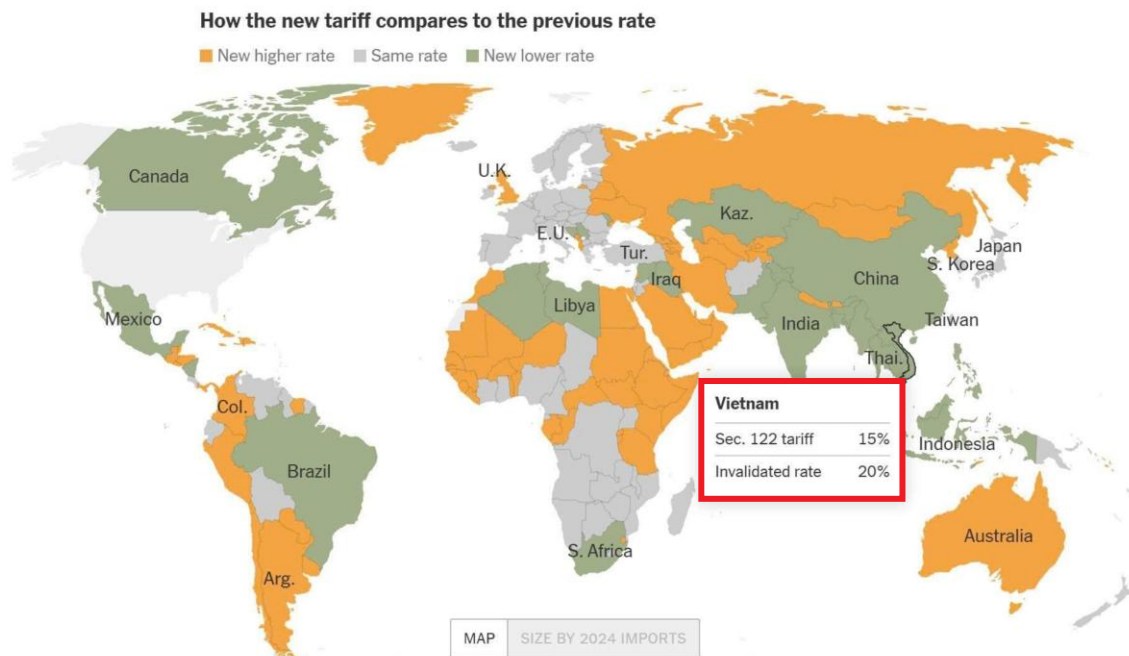 How the new tariff compares to the previous rate
New higher rate Same rate New lower rate
Canada
U.K.
Kaz.
E.U.
Tur.
Japan
S. Korea
Iraq
China
Libya
Mexico
India
Taiwan
Thai.
Col.
Vietnam
Sec. 122 tariff 15%
Invalidated rate 20%
Indonesia
Brazil
Australia
S. Africa
Arg.
MAP SIZE BY 2024 IMPORTS